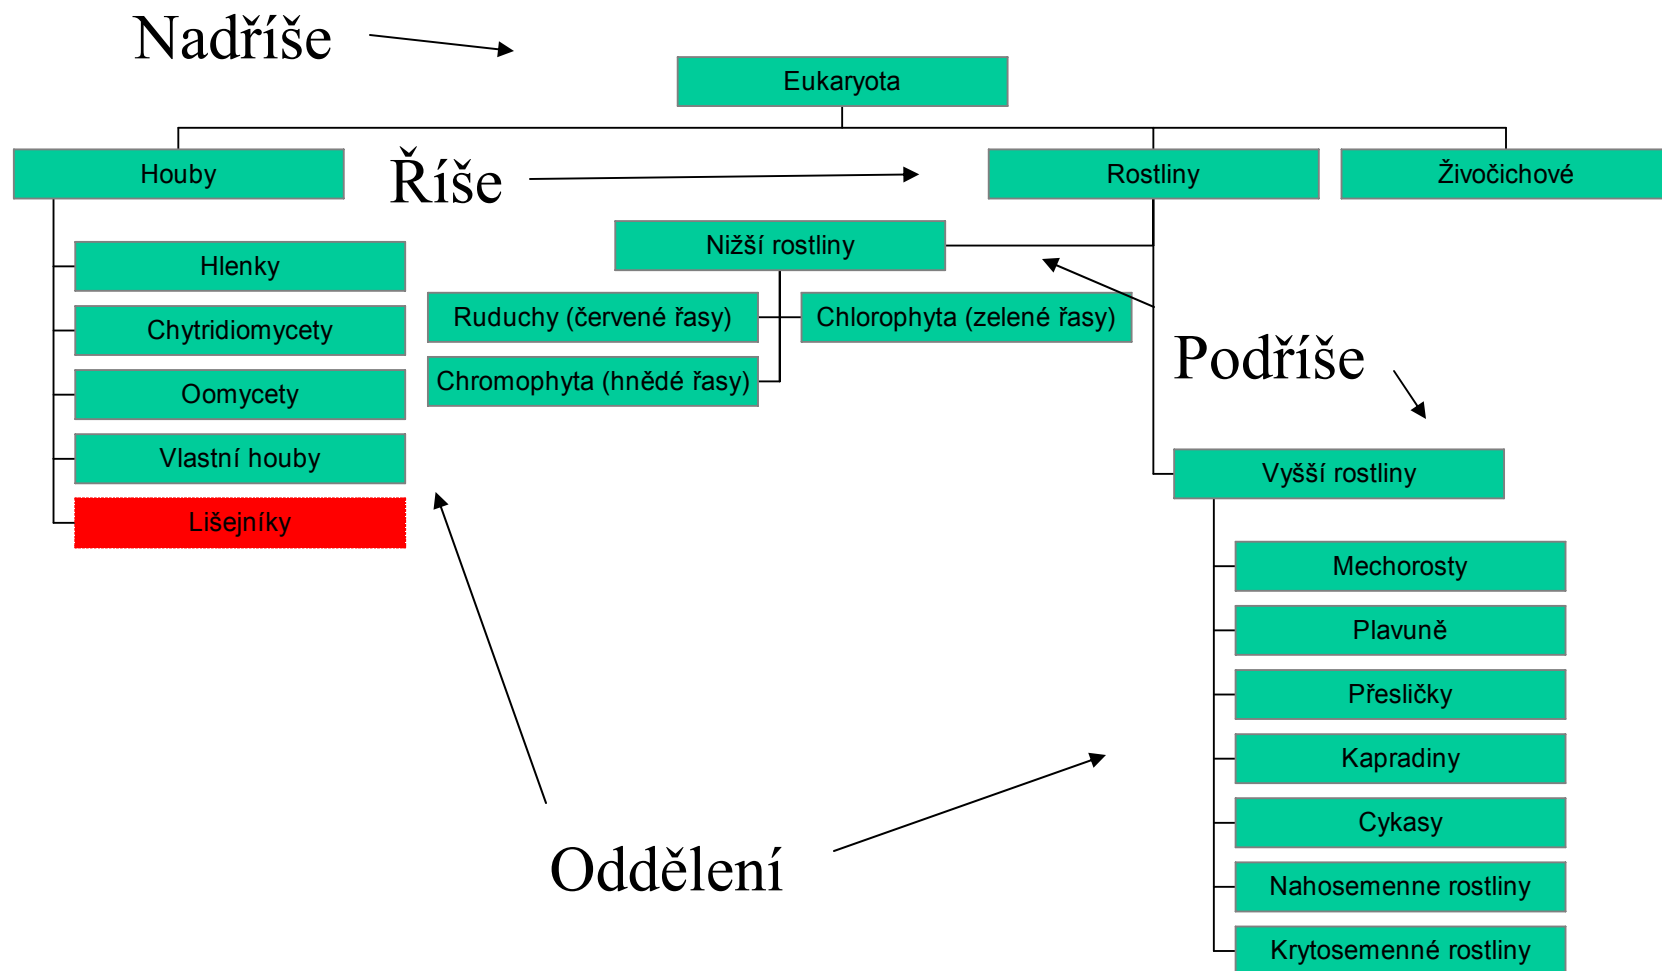 Nadříše
Eukaryota
Houby
Říše
Rostliny
Živočichové
Nižší rostliny
Hlenky
Ruduchy (červené řasy)
Chlorophyta (zelené řasy)
Chytridiomycety
Podříše
Chromophyta (hnědé řasy)
Oomycety
Vlastní houby
Vyšší rostliny
Lišejníky
Mechorosty
Plavuně
Přesličky
Kapradiny
Cykasy
Oddělení
Nahosemenne rostliny
Krytosemenné rostliny